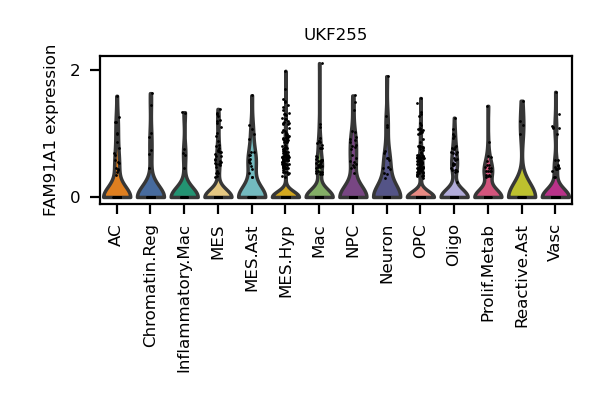 UKF255
FAM91A1 expression
2
0
AC
Chromatin.Reg
Inflammatory.Mac
MES
MES.Ast
MES.Hyp
Mac
NPC
Neuron
OPC
Oligo
Prolif.Metab
Reactive.Ast
Vasc